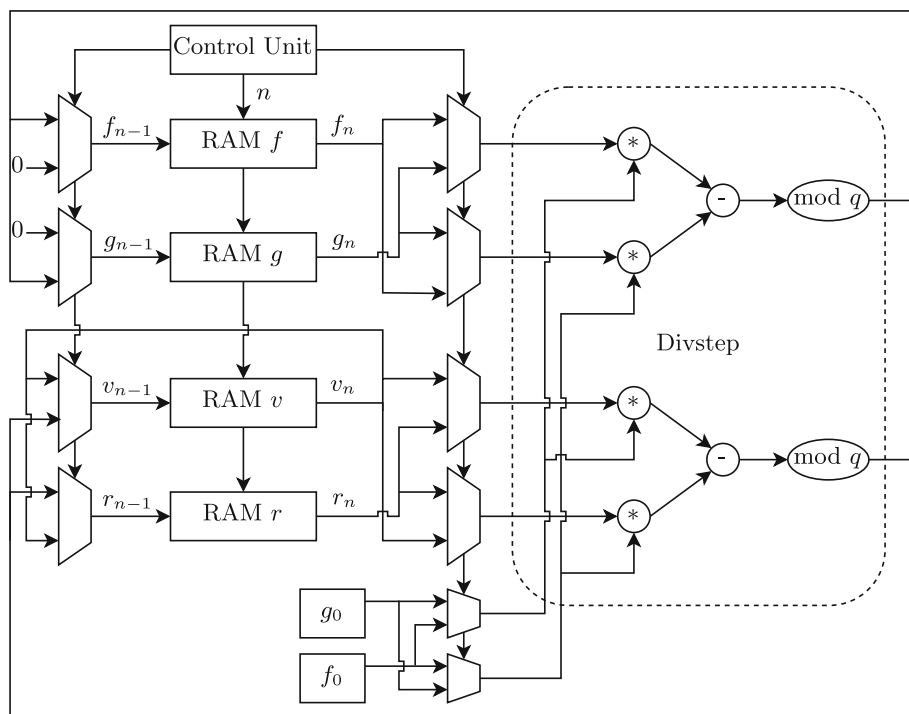 Control Unit
n
f_{n-1} RAM f f_n *
0
- mod q
0
g_{n-1} RAM g g_n *
Divstep
v_{n-1} RAM v v_n *
- mod q
r_{n-1} RAM r r_n *
g_0
f_0